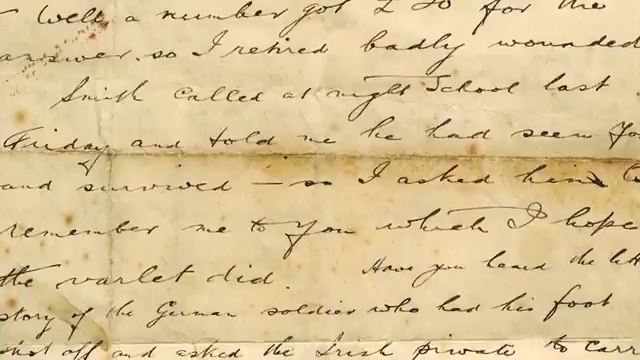 Well a number got 2 20 for the
answer. so I retired badly wounded
Smith called at night School last
Friday and told me he had seen you
and survived — so I asked him to
remember me to you which I hope
the varlet did. Have you heard the
story of the German soldier who had his foot
shot off and asked the Irish private to